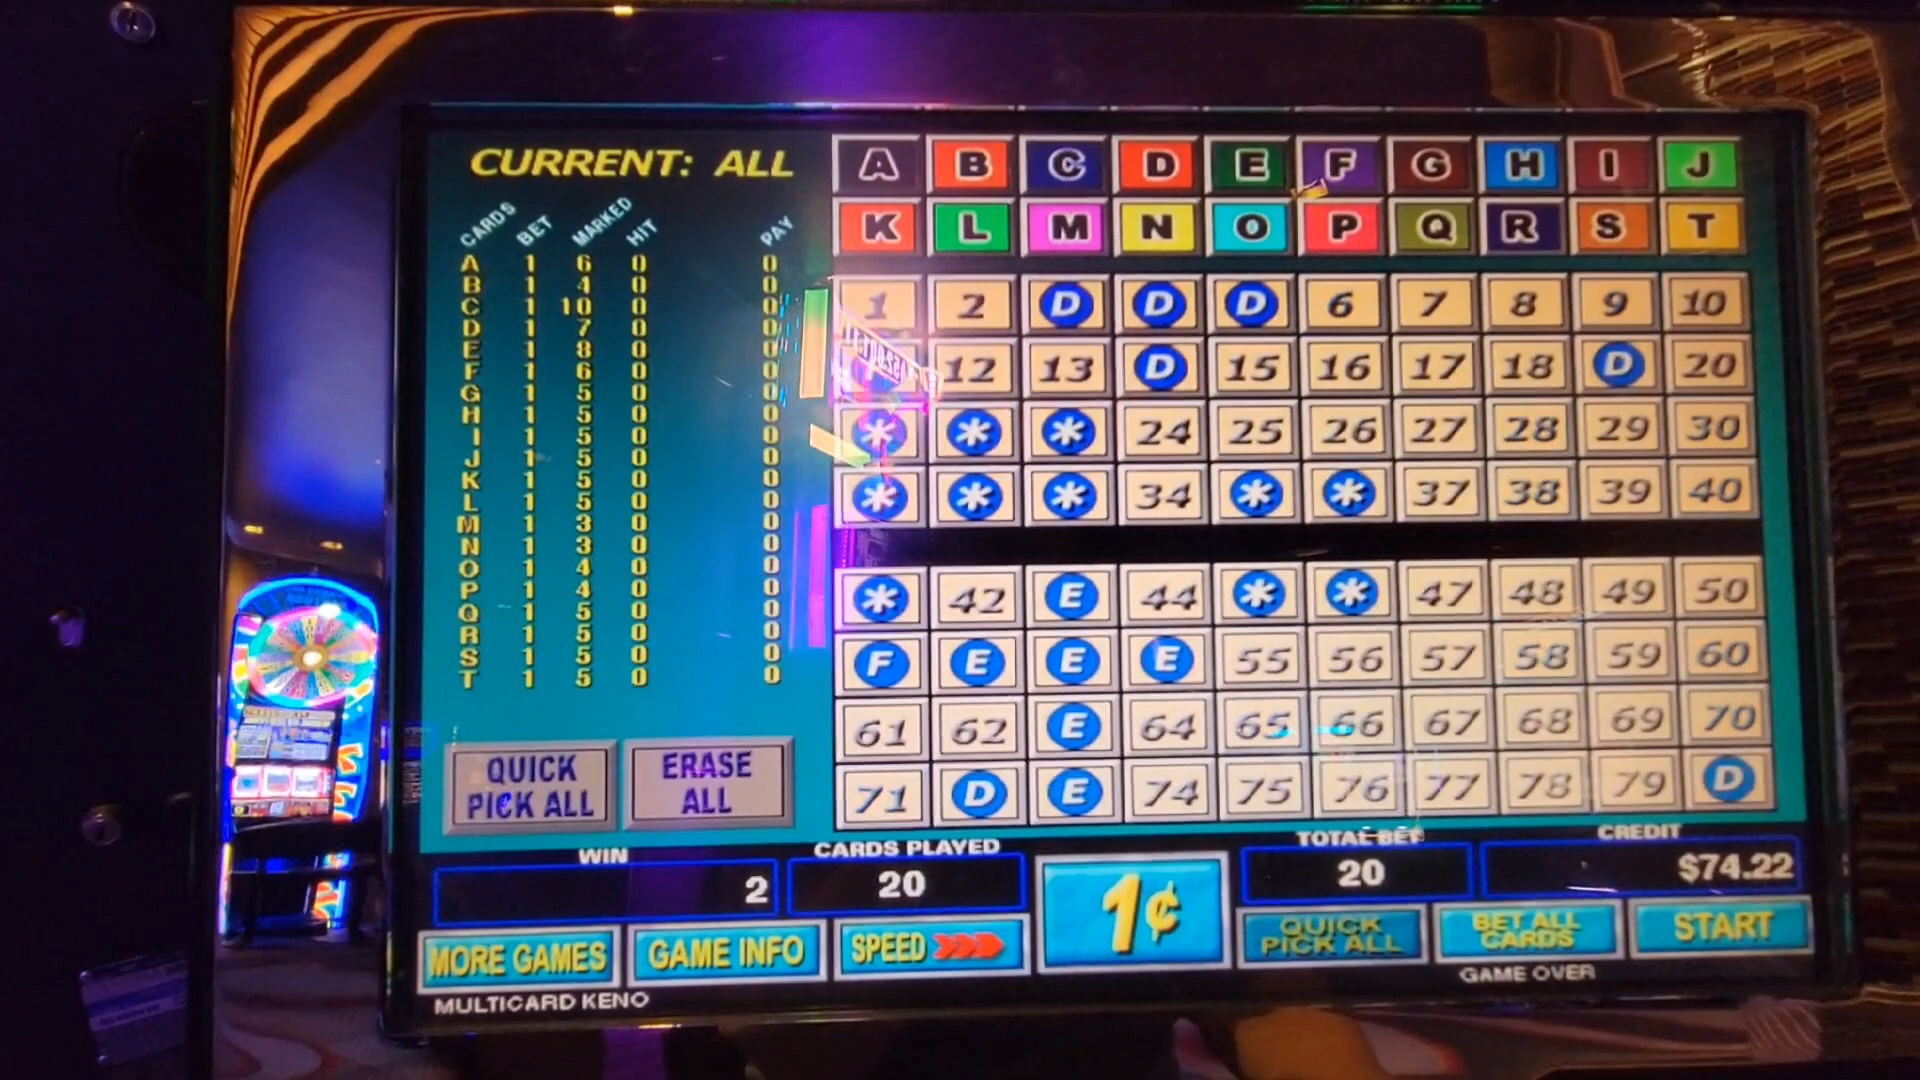 CURRENT: ALL
CARDS BET MARKED HIT PAY
A 1 6 0 0
B 1 4 0 0
C 1 10 0 0
D 1 7 0 0
E 1 8 0 0
F 1 6 0 0
G 1 5 0 0
H 1 5 0 0
I 1 5 0 0
J 1 5 0 0
K 1 5 0 0
L 1 5 0 0
M 1 3 0 0
N 1 3 0 0
O 1 4 0 0
P 1 4 0 0
Q 1 5 0 0
R 1 5 0 0
S 1 5 0 0
T 1 5 0 0
QUICK PICK ALL
ERASE ALL
A B C D E F G H I J
K L M N O P Q R S T
1 2 D D D 6 7 8 9 10
12 13 D 15 16 17 18 D 20
* * * 24 25 26 27 28 29 30
* * * 34 * * 37 38 39 40
* 42 E 44 * * 47 48 49 50
F E E E 55 56 57 58 59 60
61 62 E 64 65 66 67 68 69 70
71 D E 74 75 76 77 78 79 D
WIN CARDS PLAYED TOTAL BET CREDIT
2 20 1¢ 20 $74.22
MORE GAMES GAME INFO SPEED QUICK PICK ALL BET ALL CARDS START
MULTICARD KENO GAME OVER